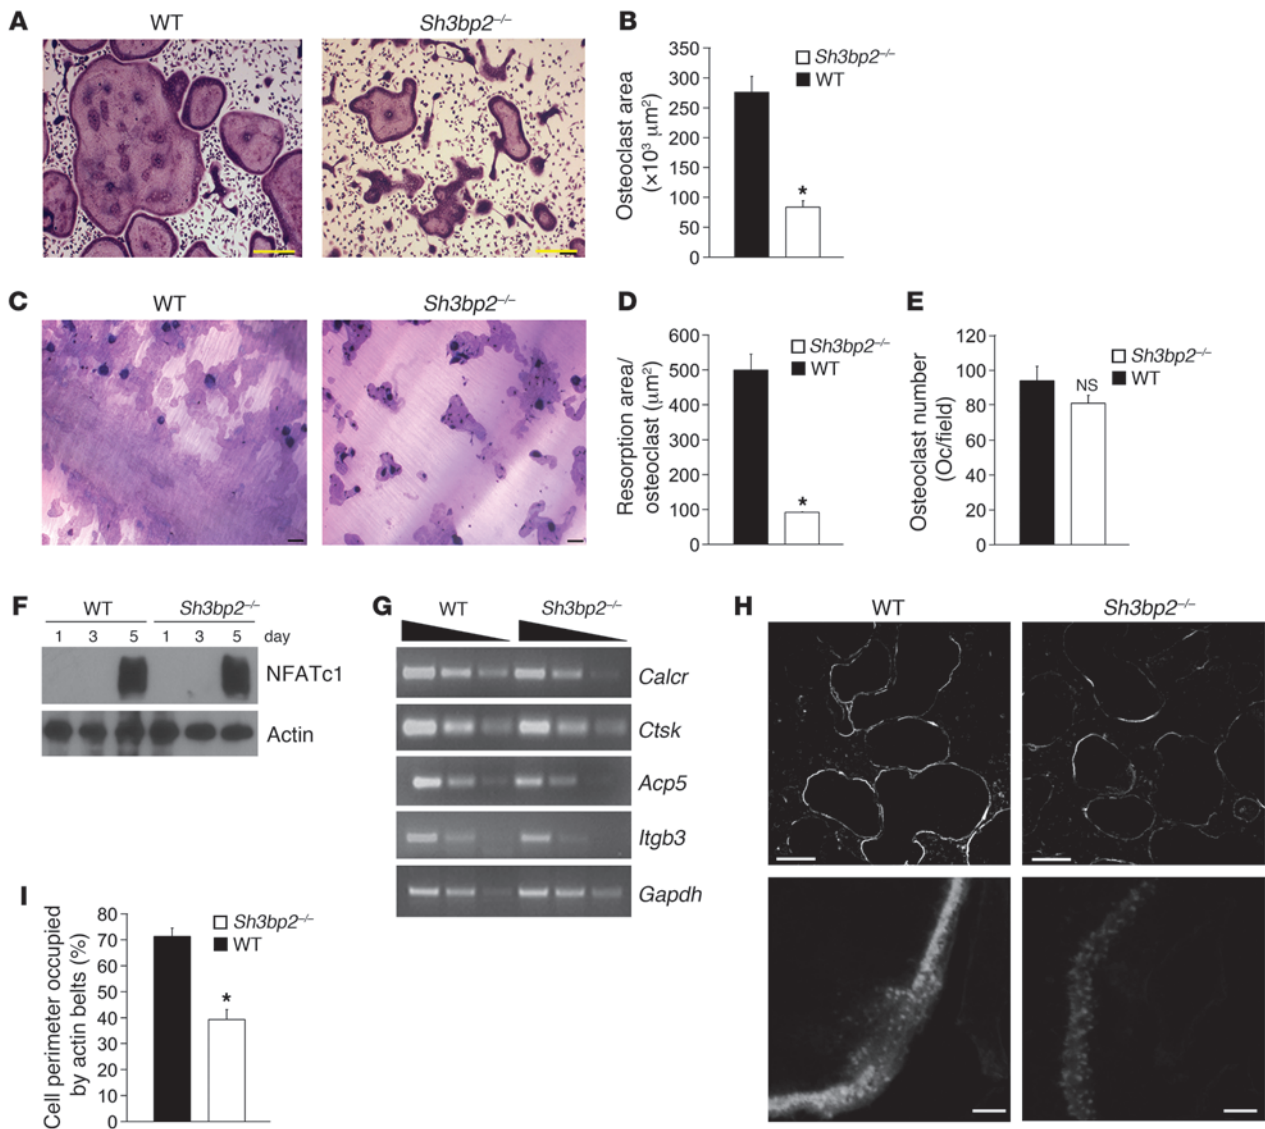 A
WT
Sh3bp2–/–
B
350
300
250
200
150
100
50
0
Osteoclast area
(×10³ μm²)
Sh3bp2–/–
WT
*
C
WT
Sh3bp2–/–
D
600
500
400
300
200
100
0
Resorption area/
osteoclast (μm²)
Sh3bp2–/–
WT
*
E
120
100
80
60
40
20
0
Osteoclast number
(Oc/field)
Sh3bp2–/–
WT
NS
F
WT
Sh3bp2–/–
1 3 5 1 3 5 day
NFATc1
Actin
G
WT
Sh3bp2–/–
Calcr
Ctsk
Acp5
Itgb3
Gapdh
H
WT
Sh3bp2–/–
I
80
70
60
50
40
30
20
10
0
Cell perimeter occupied
by actin belts (%)
Sh3bp2–/–
WT
*